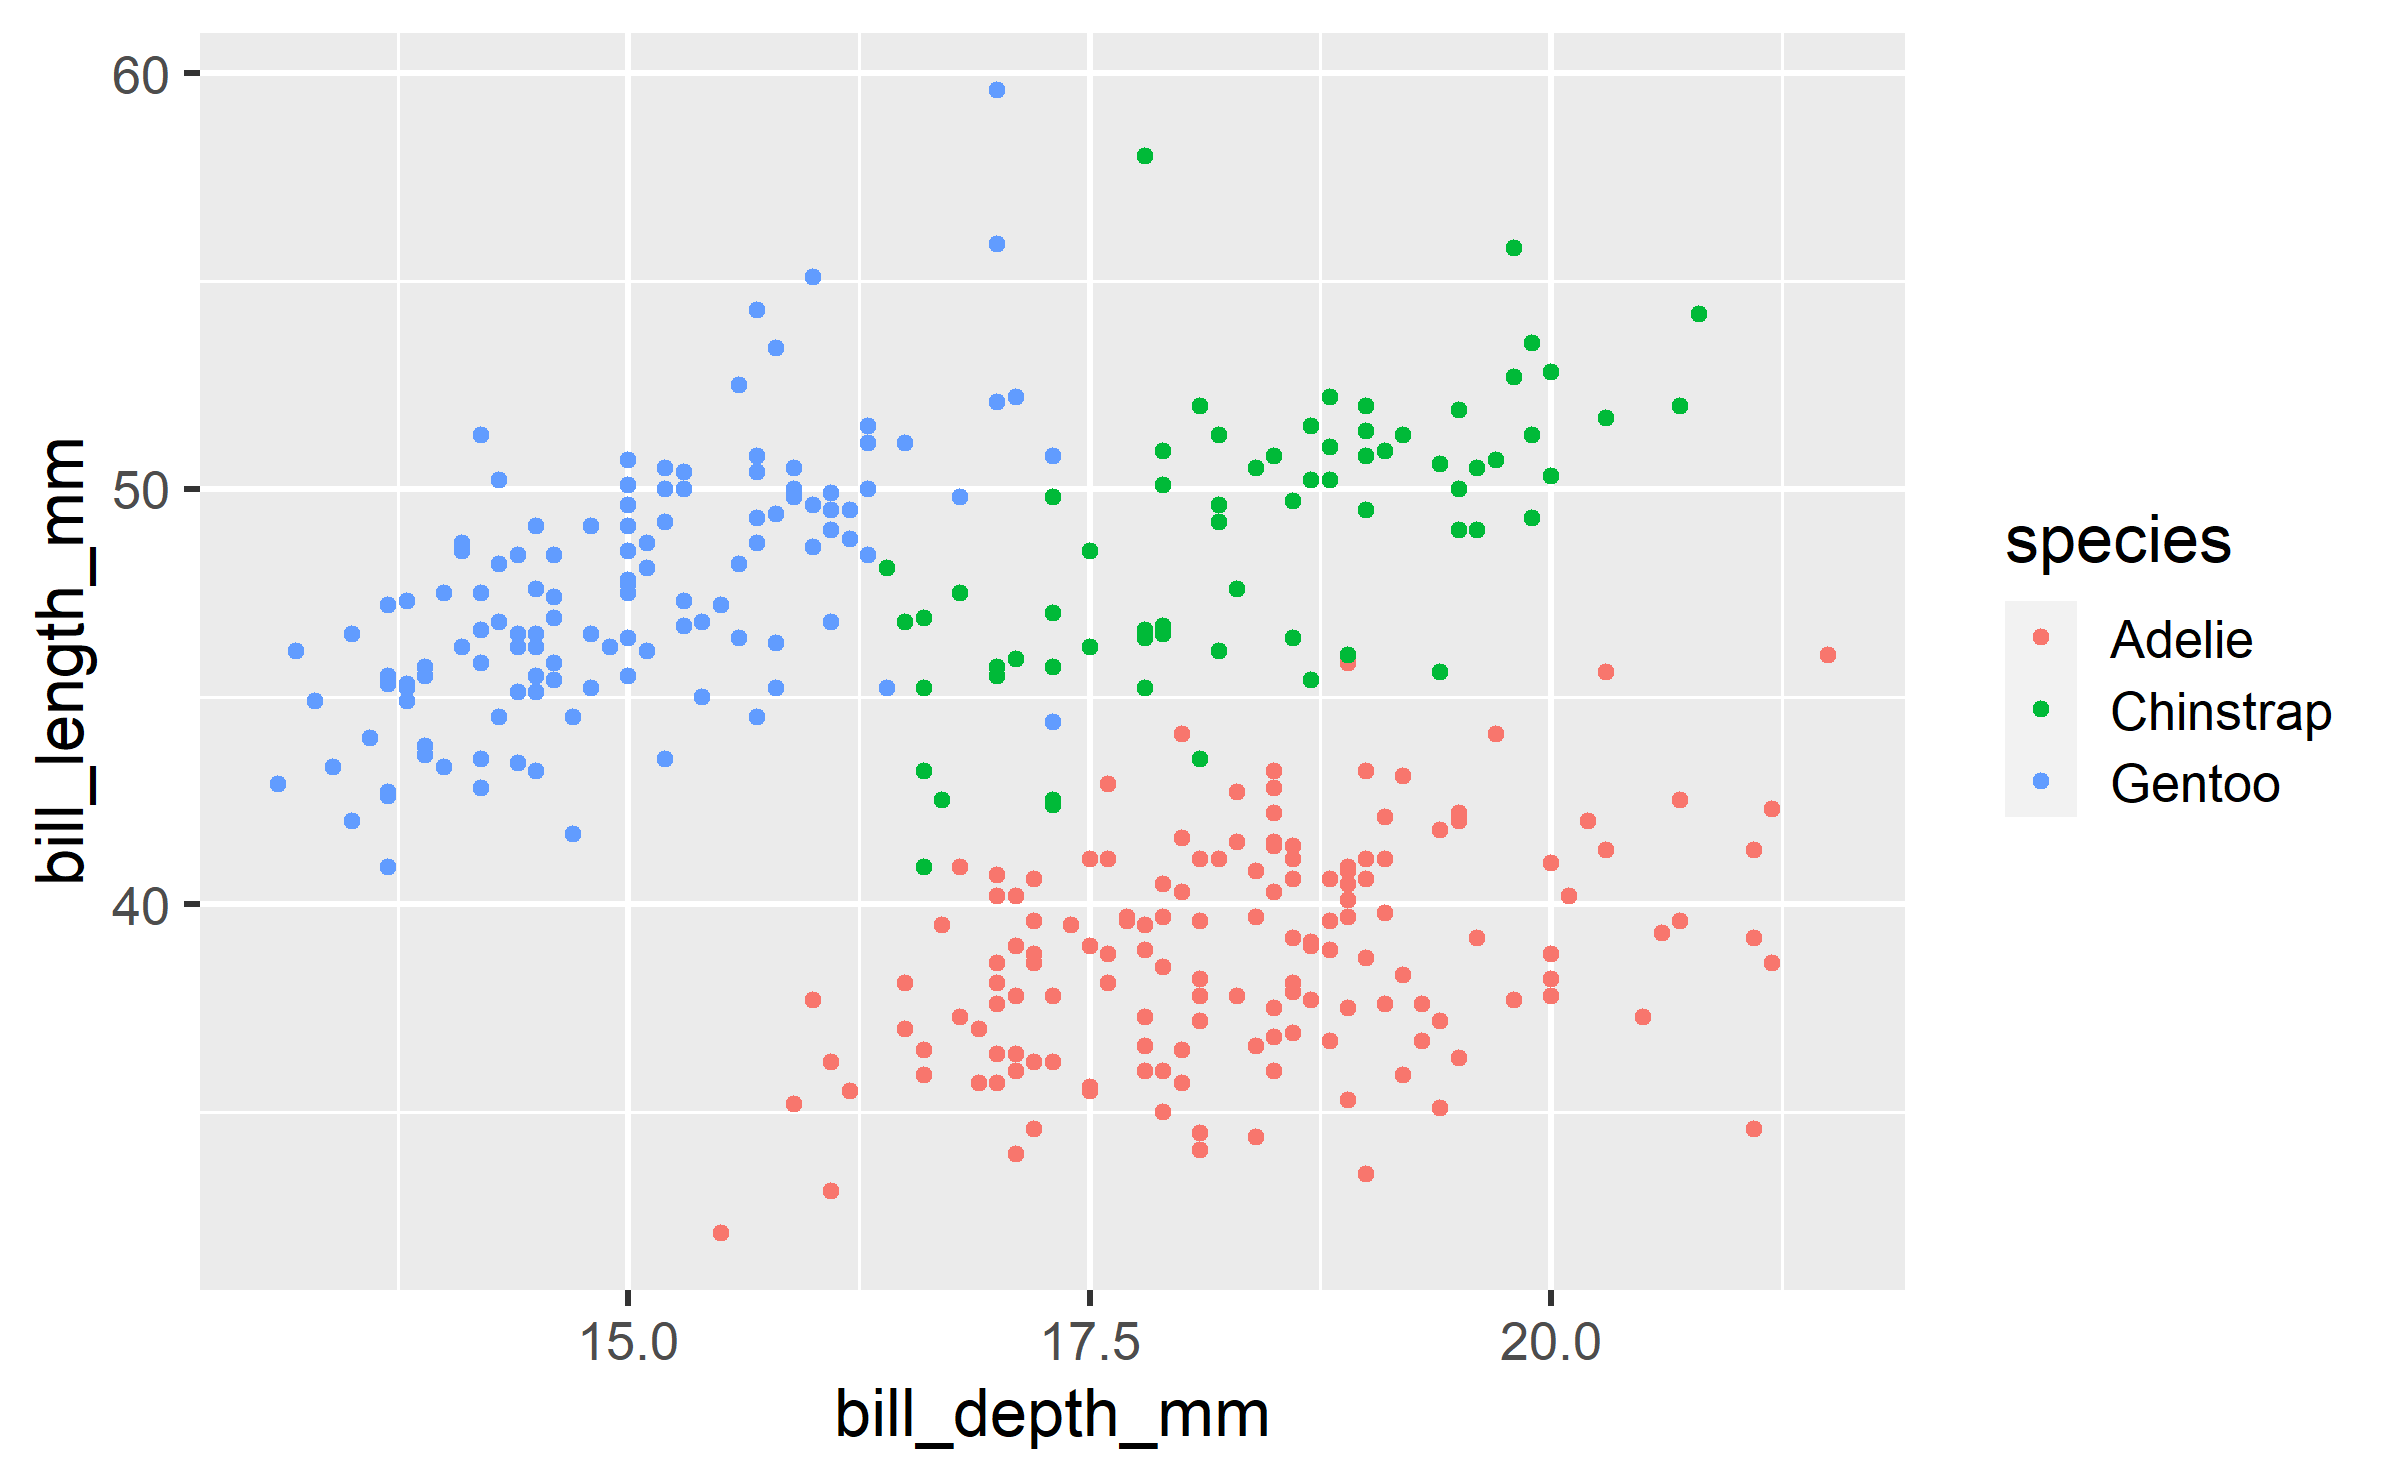 60
50
40
bill_length_mm
15.0 17.5 20.0
bill_depth_mm
species
Adelie
Chinstrap
Gentoo